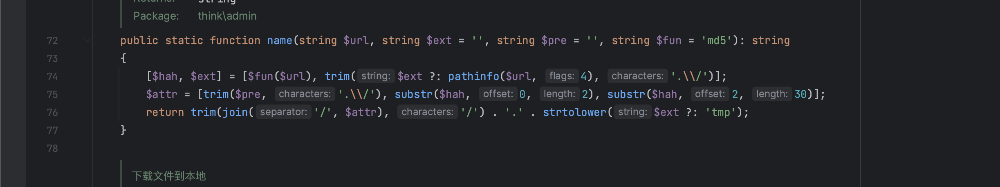 Returns: string
Package: think\admin
72 public static function name(string $url, string $ext = '', string $pre = '', string $fun = 'md5'): string
73 {
74 [$hah, $ext] = [$fun($url), trim( string: $ext ?: pathinfo($url, flags: 4), characters: '.\\/')];
75 $attr = [trim($pre, characters: '.\\/'), substr($hah, offset: 0, length: 2), substr($hah, offset: 2, length: 30)];
76 return trim(join( separator: '/', $attr), characters: '/') . '.' . strtolower( string: $ext ?: 'tmp');
77 }
78
下载文件到本地